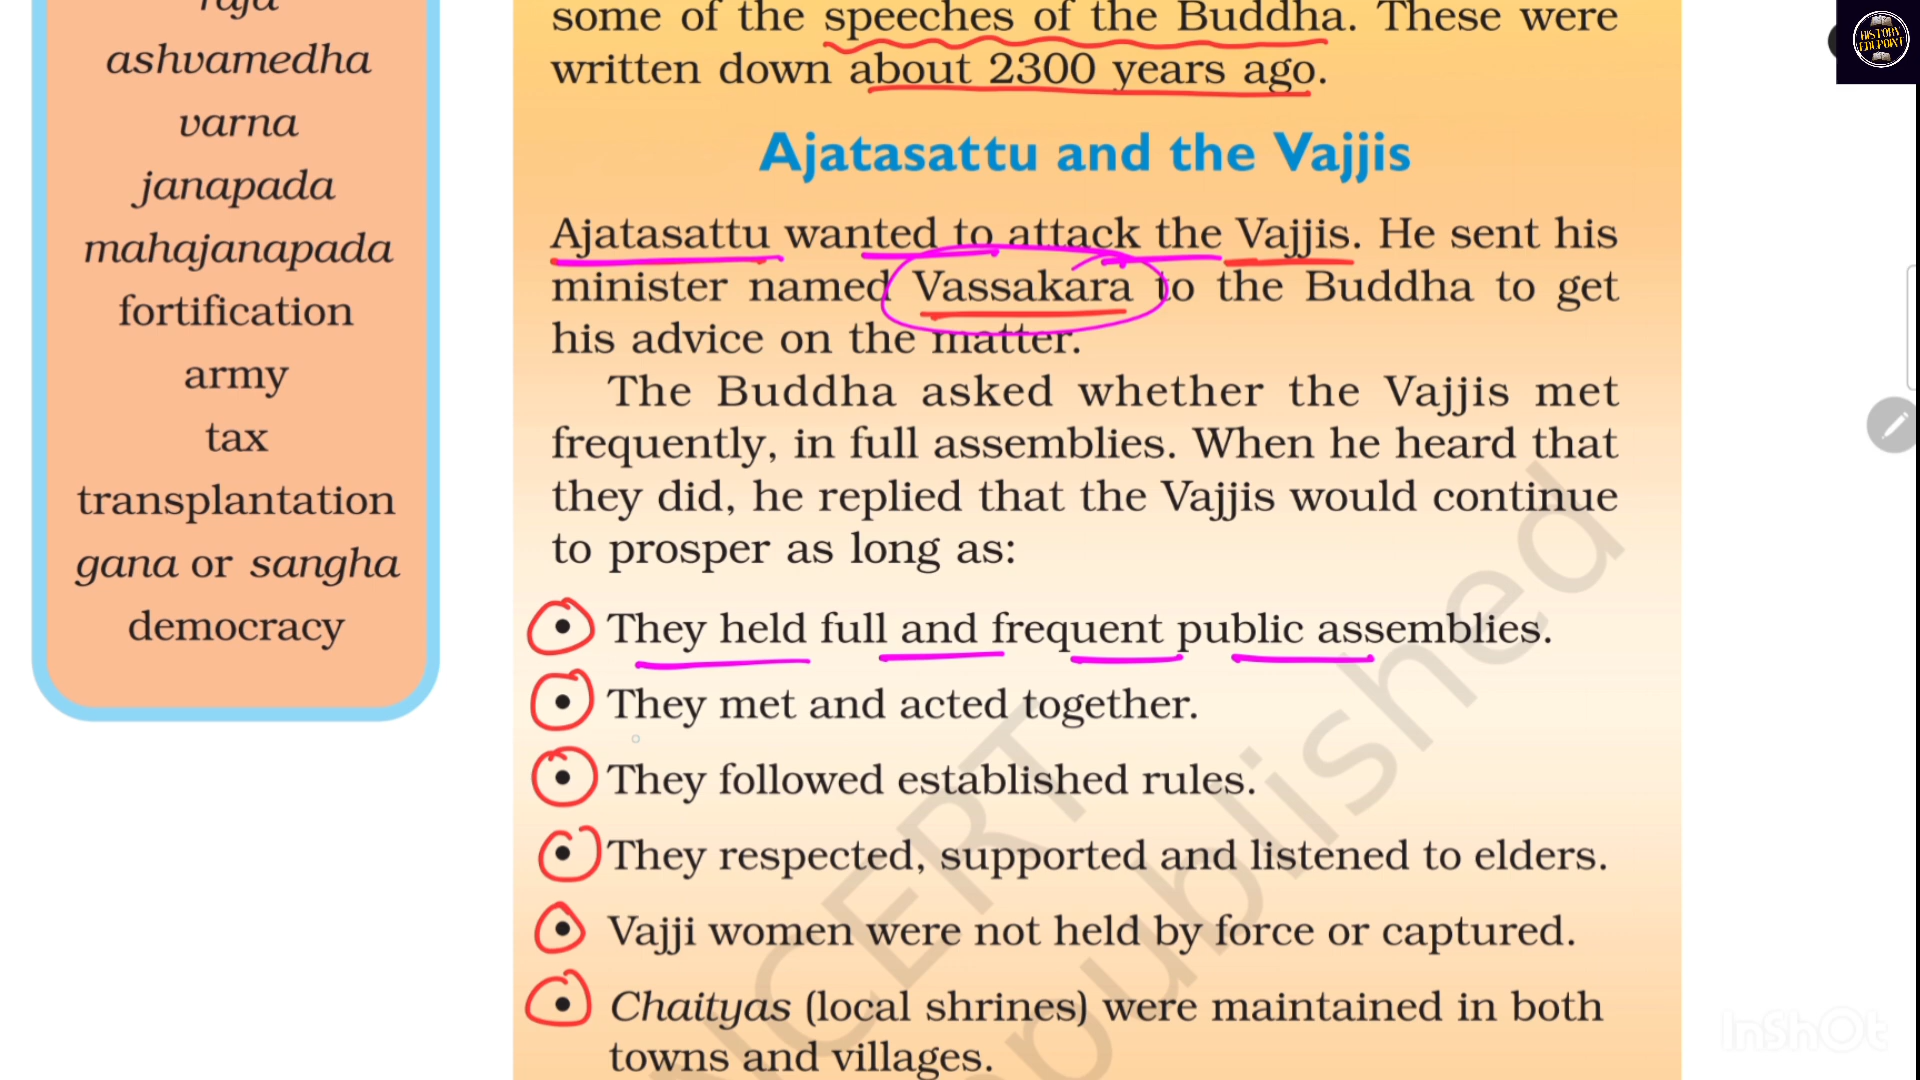 raja
ashvamedha
varna
janapada
mahajanapada
fortification
army
tax
transplantation
gana or sangha
democracy
some of the speeches of the Buddha. These were
written down about 2300 years ago.
Ajatasattu and the Vajjis
Ajatasattu wanted to attack the Vajjis. He sent his
minister named Vassakara to the Buddha to get
his advice on the matter.
The Buddha asked whether the Vajjis met
frequently, in full assemblies. When he heard that
they did, he replied that the Vajjis would continue
to prosper as long as:
• They held full and frequent public assemblies.
• They met and acted together.
• They followed established rules.
• They respected, supported and listened to elders.
• Vajji women were not held by force or captured.
• Chaityas (local shrines) were maintained in both
towns and villages.
HISTORY
EDUPOINT
NCERT
published
InShOt